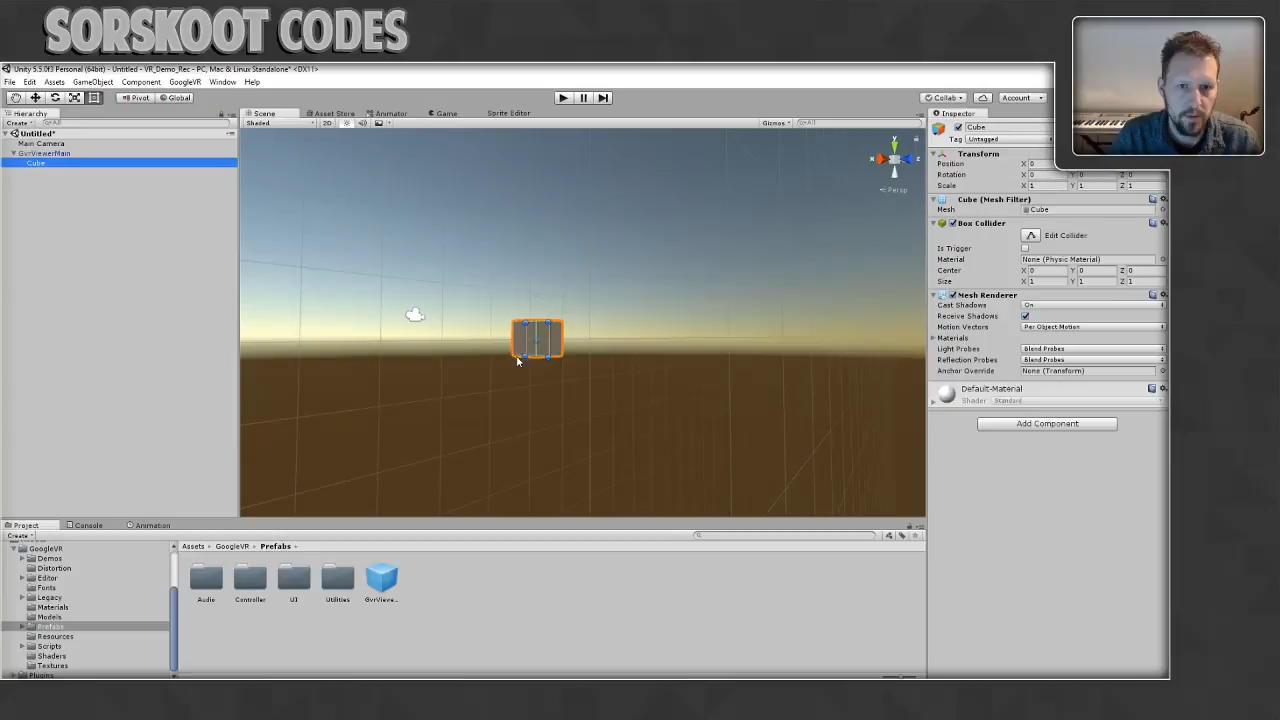 SORSKOOT CODES
Unity 5.5.0f3 Personal (64bit) - Untitled - VR_Demo_Rec - PC, Mac & Linux Standalone* <DX11>
File Edit Assets GameObject Component GoogleVR Window Help
Pivot Global Collab Account
Hierarchy Scene Asset Store Animator Game Sprite Editor Inspector
Create All Shaded 2D Gizmos All Cube
Untitled* Tag Untagged
Main Camera
GvrViewerMain Transform
Cube Position X 0
Rotation X 0 Y 0 Z 0
Scale X 1 Y 1 Z 1
y x z
Persp
Cube (Mesh Filter)
Mesh Cube
Box Collider
Edit Collider
Is Trigger
Material None (Physic Material)
Center X 0 Y 0 Z 0
Size X 1 Y 1 Z 1
Mesh Renderer
Cast Shadows On
Receive Shadows
Motion Vectors Per Object Motion
Materials
Light Probes Blend Probes
Reflection Probes Blend Probes
Anchor Override None (Transform)
Default-Material
Shader Standard
Add Component
Project Console Animation
Create
GoogleVR
Demos
Distortion
Editor
Fonts
Legacy
Materials
Models
Prefabs
Resources
Scripts
Shaders
Textures
Plugins
Assets GoogleVR Prefabs
Audio Controller UI Utilities GvrViewe...